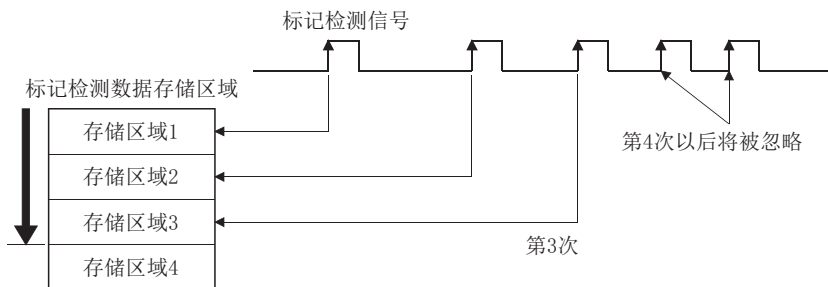 标记检测信号
标记检测数据存储区域
存储区域1
存储区域2
存储区域3
存储区域4
第4次以后将被忽略
第3次